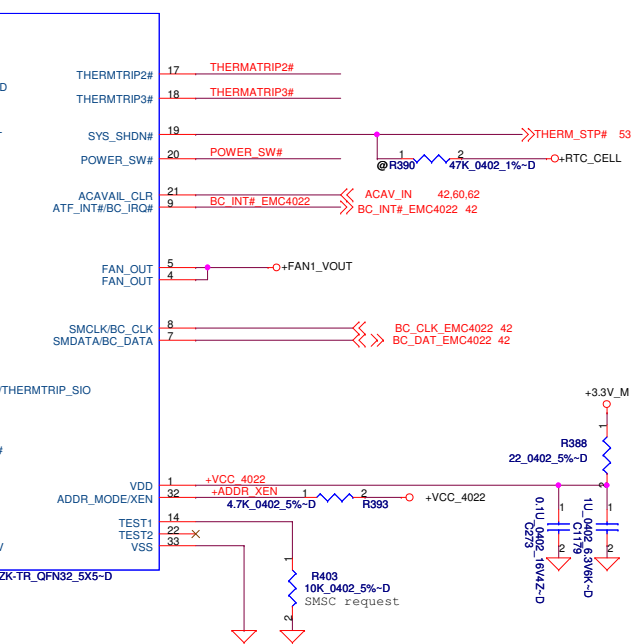 THERMTRIP2# 17 THERMATRIP2#
D
THERMTRIP3# 18 THERMATRIP3#
SYS_SHDN# 19 THERM_STP# 53
POWER_SW# 20 POWER_SW# @R390 1 2 47K_0402_1%~D +RTC_CELL
ACAVAIL_CLR 21 ACAV_IN 42,60,62
ATF_INT#/BC_IRQ# 9 BC_INT#_EMC4022 BC_INT#_EMC4022 42
FAN_OUT 5 +FAN1_VOUT
FAN_OUT 4
SMCLK/BC_CLK 8 BC_CLK_EMC4022 42
SMDATA/BC_DATA 7 BC_DAT_EMC4022 42
/THERMTRIP_SIO
+3.3V_M
1
R388
22_0402_5%~D
2
VDD 1 +VCC_4022
ADDR_MODE/XEN 32 +ADDR_XEN 1 2 +VCC_4022
4.7K_0402_5%~D R393
TEST1 14
TEST2 22
VSS 33
1 1
0.1U_0402_16V4Z~D
C273
1U_0402_6.3V6K~D
C1179
2 2
ZK-TR_QFN32_5X5~D
1
R403
10K_0402_5%~D
SMSC request
2